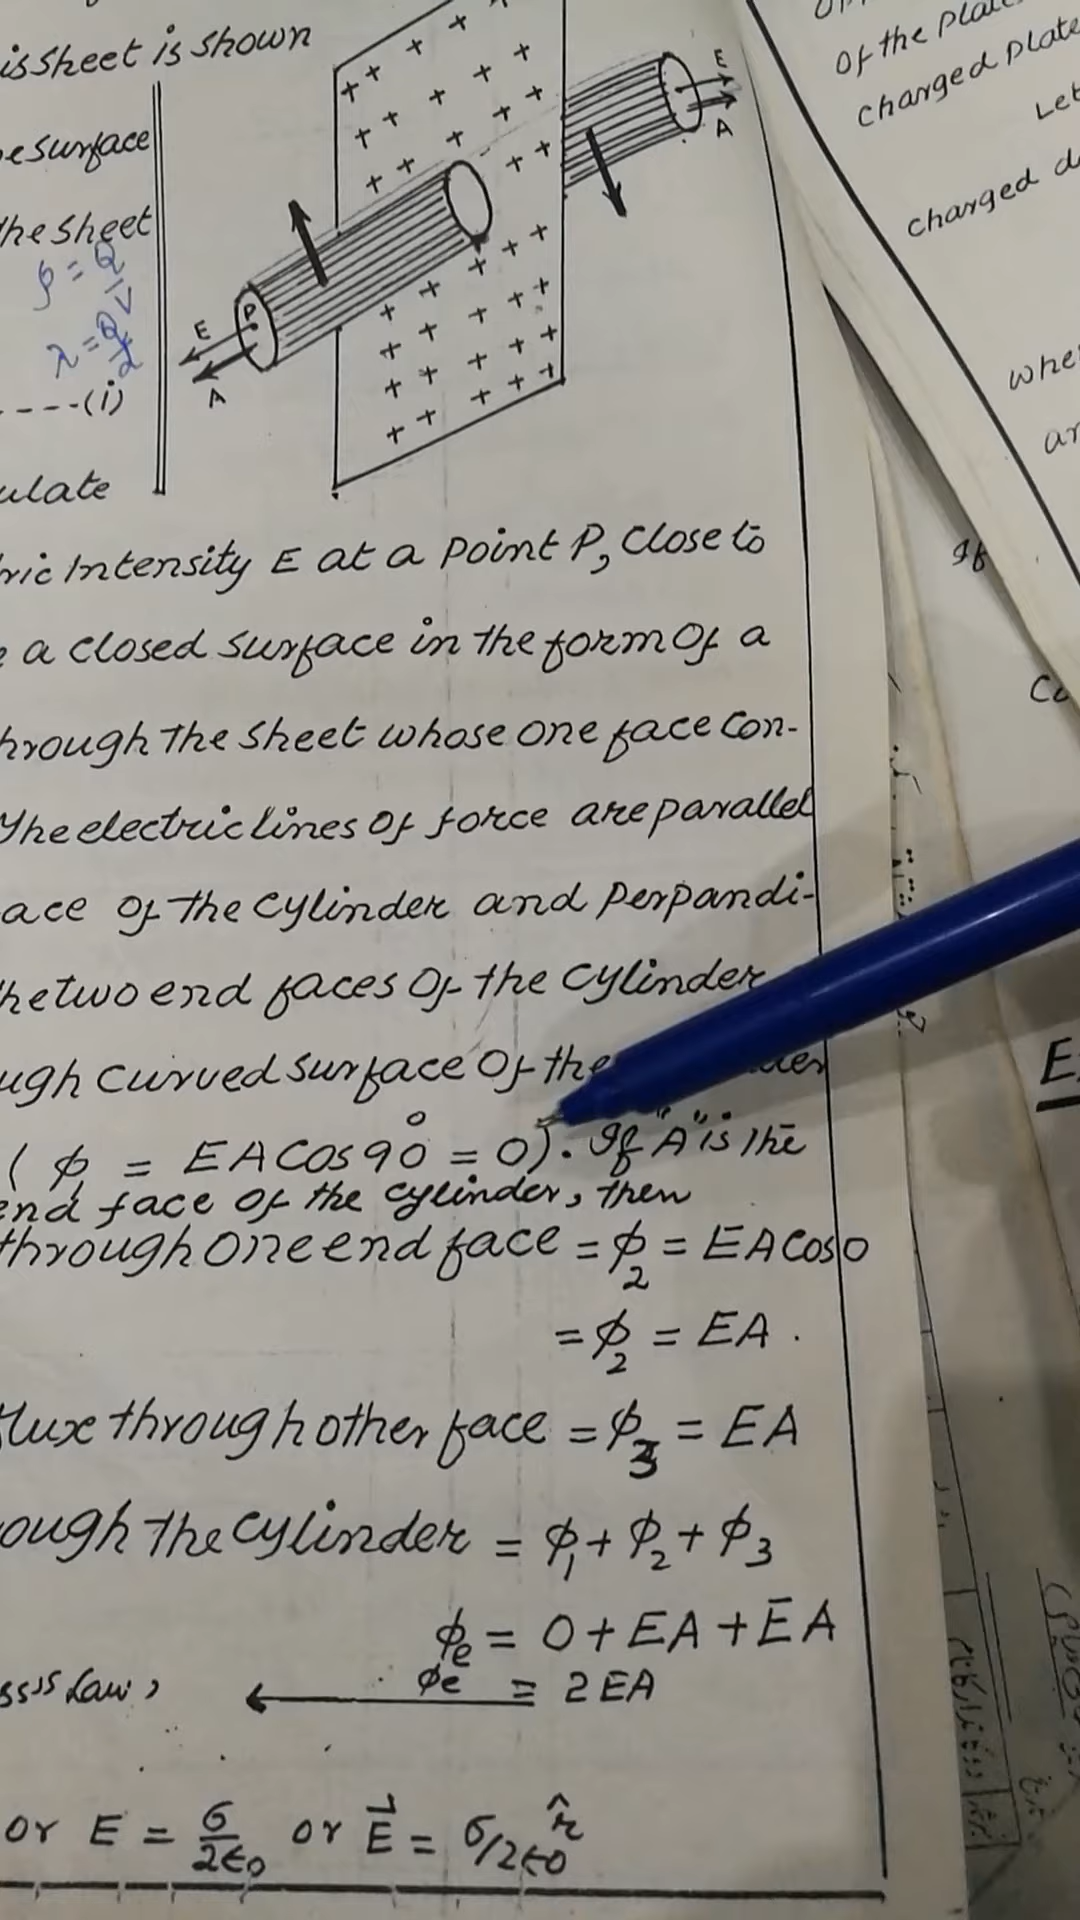 is sheet is shown
e surface
the sheet
ρ = Q/V
λ = Q/L
----(i)
ulate
E
A
P
E
A
ric Intensity E at a Point P, Close to
e a closed surface in the form of a
hrough the sheet whose one face con-
The electric lines of force are parallel
ace of the cylinder and perpandi-
he two end faces of the cylinder
ugh curved surface of the
( ϕ₁ = EA Cos 90° = 0). If "A" is the
end face of the cylinder, then
through one end face = ϕ₂ = EA cos 0
= ϕ₂ = EA .
flux through other face = ϕ₃ = EA
ough the cylinder = ϕ₁ + ϕ₂ + ϕ₃
ϕe = 0 + EA + EA
ss's Law, ← ϕe = 2EA
or E = σ/2ϵ₀ or E⃗ = σ/2ϵ₀ r̂
Of the Plat
charged Plate
Let
charged d
wher
ar
If
E